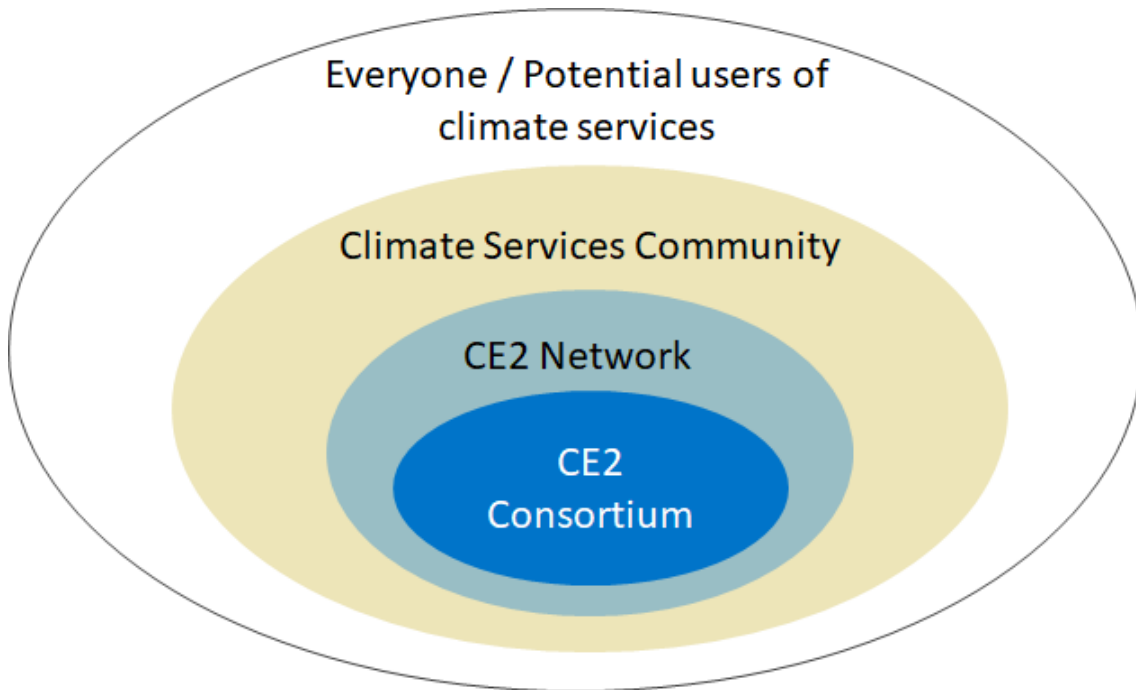 Everyone / Potential users of
climate services
Climate Services Community
CE2 Network
CE2
Consortium